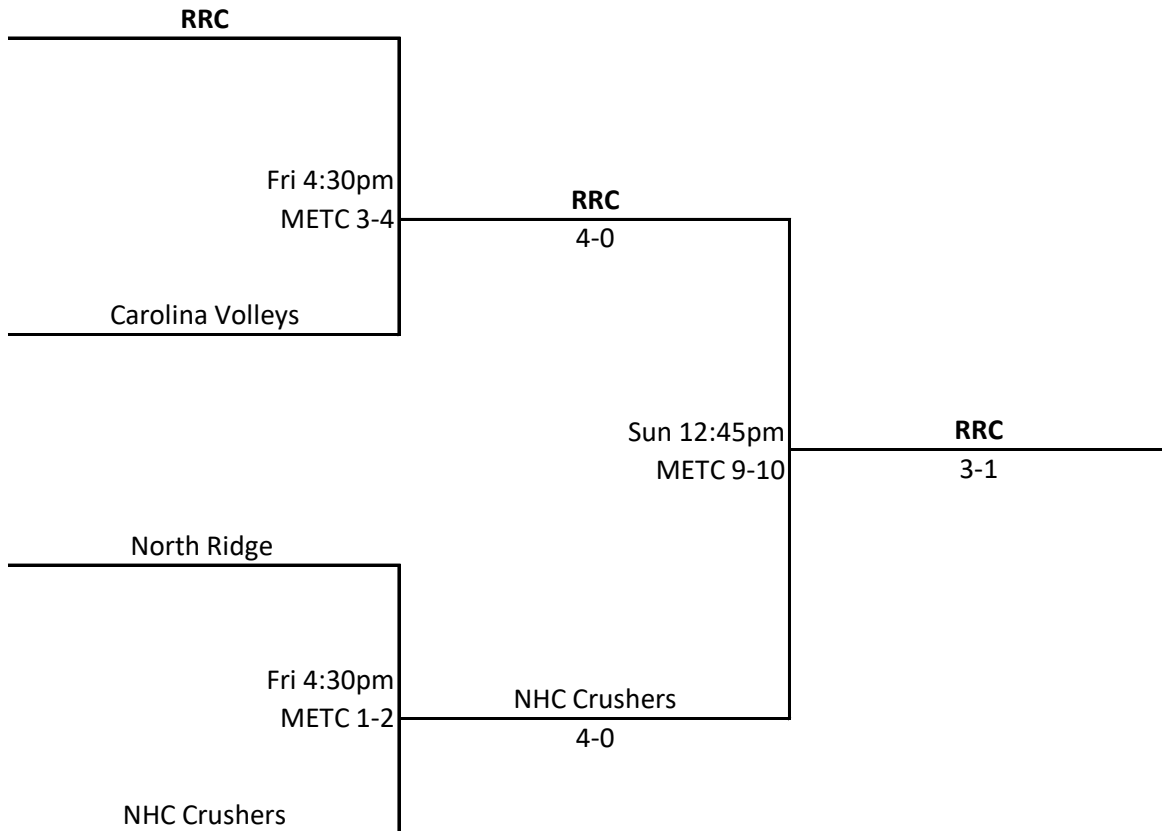 RRC
Fri 4:30pm
METC 3-4
RRC
4-0
Carolina Volleys
Sun 12:45pm
METC 9-10
RRC
3-1
North Ridge
Fri 4:30pm
METC 1-2
NHC Crushers
4-0
NHC Crushers